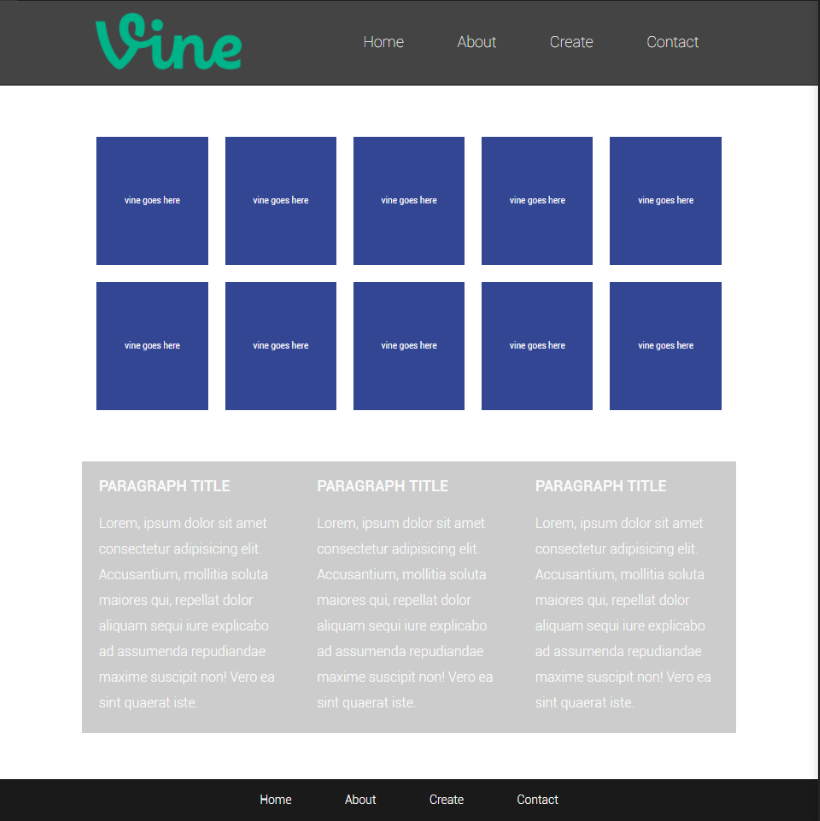 Vine
Home About Create Contact
vine goes here vine goes here vine goes here vine goes here vine goes here
vine goes here vine goes here vine goes here vine goes here vine goes here
PARAGRAPH TITLE
Lorem, ipsum dolor sit amet
consectetur adipisicing elit.
Accusantium, mollitia soluta
maiores qui, repellat dolor
aliquam sequi iure explicabo
ad assumenda repudiandae
maxime suscipit non! Vero ea
sint quaerat iste.
PARAGRAPH TITLE
Lorem, ipsum dolor sit amet
consectetur adipisicing elit.
Accusantium, mollitia soluta
maiores qui, repellat dolor
aliquam sequi iure explicabo
ad assumenda repudiandae
maxime suscipit non! Vero ea
sint quaerat iste.
PARAGRAPH TITLE
Lorem, ipsum dolor sit amet
consectetur adipisicing elit.
Accusantium, mollitia soluta
maiores qui, repellat dolor
aliquam sequi iure explicabo
ad assumenda repudiandae
maxime suscipit non! Vero ea
sint quaerat iste.
Home About Create Contact